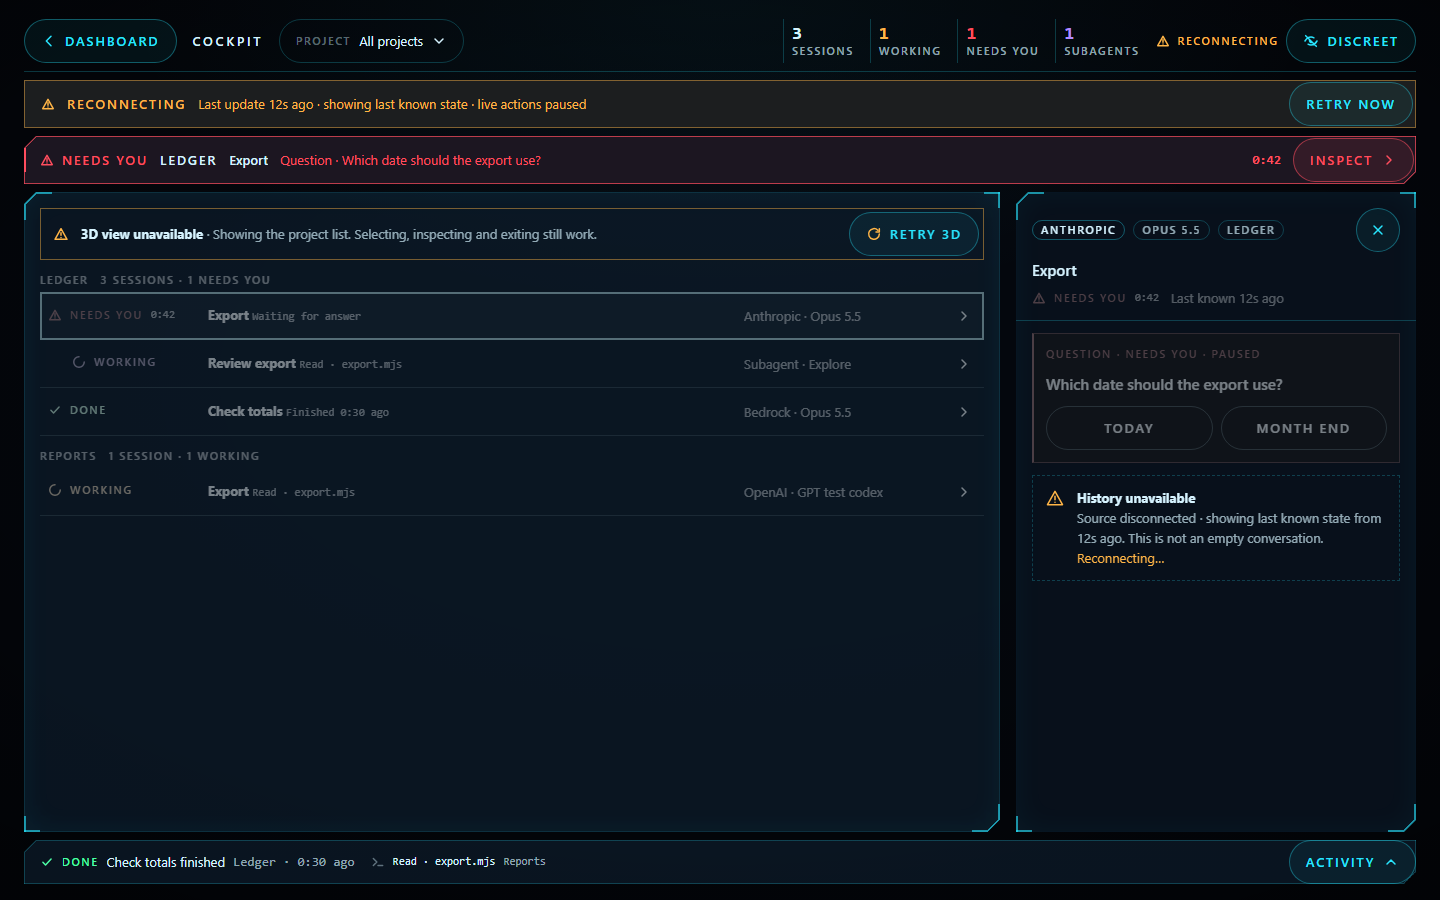 DASHBOARD COCKPIT PROJECT All projects 3 SESSIONS 1 WORKING 1 NEEDS YOU 1 SUBAGENTS RECONNECTING DISCREET
RECONNECTING Last update 12s ago · showing last known state · live actions paused RETRY NOW
NEEDS YOU LEDGER Export Question · Which date should the export use? 0:42 INSPECT
3D view unavailable · Showing the project list. Selecting, inspecting and exiting still work. RETRY 3D
LEDGER 3 SESSIONS · 1 NEEDS YOU
NEEDS YOU 0:42 Export Waiting for answer Anthropic · Opus 5.5
WORKING Review export Read · export.mjs Subagent · Explore
DONE Check totals Finished 0:30 ago Bedrock · Opus 5.5
REPORTS 1 SESSION · 1 WORKING
WORKING Export Read · export.mjs OpenAI · GPT test codex
ANTHROPIC OPUS 5.5 LEDGER
Export
NEEDS YOU 0:42 Last known 12s ago
QUESTION · NEEDS YOU · PAUSED
Which date should the export use?
TODAY MONTH END
History unavailable
Source disconnected · showing last known state from
12s ago. This is not an empty conversation.
Reconnecting…
DONE Check totals finished Ledger · 0:30 ago Read · export.mjs Reports ACTIVITY